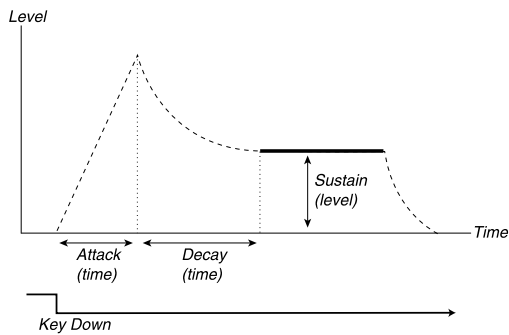 Level
Sustain
(level)
Time
Attack
(time)
Decay
(time)
Key Down